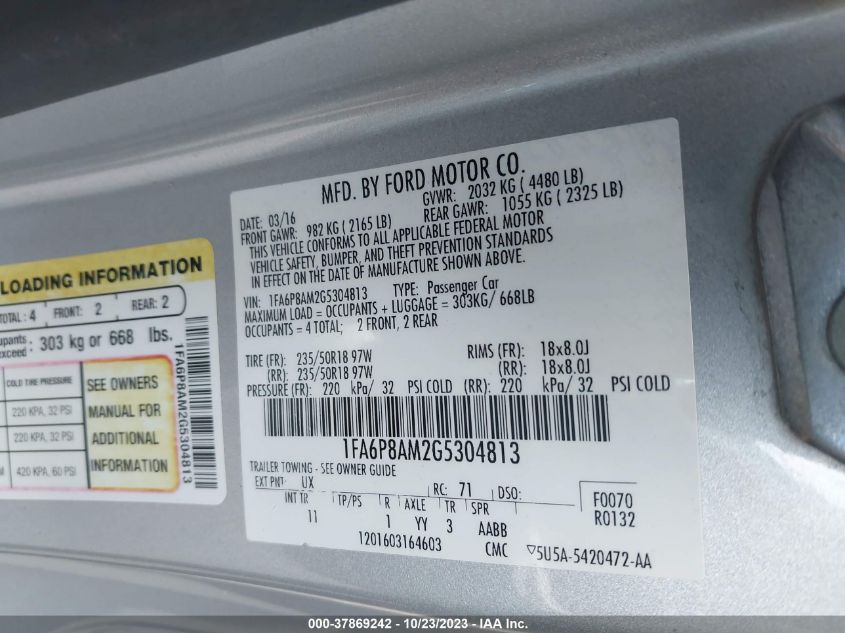 LOADING INFORMATION
TOTAL: 4 FRONT: 2 REAR: 2
303 kg or 668 lbs.
COLD TIRE PRESSURE
220 KPA, 32 PSI
220 KPA, 32 PSI
420 KPA, 60 PSI
SEE OWNERS
MANUAL FOR
ADDITIONAL
INFORMATION
1FA6P8AM2G5304813
MFD. BY FORD MOTOR CO.
DATE: 03/16 GVWR: 2032 KG ( 4480 LB)
FRONT GAWR: 982 KG ( 2165 LB) REAR GAWR: 1055 KG ( 2325 LB)
THIS VEHICLE CONFORMS TO ALL APPLICABLE FEDERAL MOTOR
VEHICLE SAFETY, BUMPER, AND THEFT PREVENTION STANDARDS
IN EFFECT ON THE DATE OF MANUFACTURE SHOWN ABOVE.
VIN: 1FA6P8AM2G5304813 TYPE: Passenger Car
MAXIMUM LOAD = OCCUPANTS + LUGGAGE = 303KG/ 668LB
OCCUPANTS = 4 TOTAL; 2 FRONT, 2 REAR
TIRE (FR): 235/50R18 97W RIMS (FR): 18x8.0J
(RR): 235/50R18 97W (RR): 18x8.0J
PRESSURE (FR): 220 kPa/ 32 PSI COLD (RR): 220 kPa/ 32 PSI COLD
1FA6P8AM2G5304813
TRAILER TOWING - SEE OWNER GUIDE
EXT PNT: UX RC: 71 DSO:
INT TR TP/PS R AXLE TR SPR
11 1 YY 3 AABB
F0070
R0132
1201603164603 CMC 5U5A-5420472-AA
000-37869242 - 10/23/2023 - IAAI.com